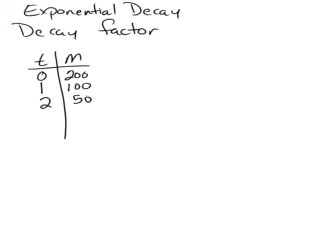 Exponential Decay
Decay factor
t m
0 200
1 100
2 50